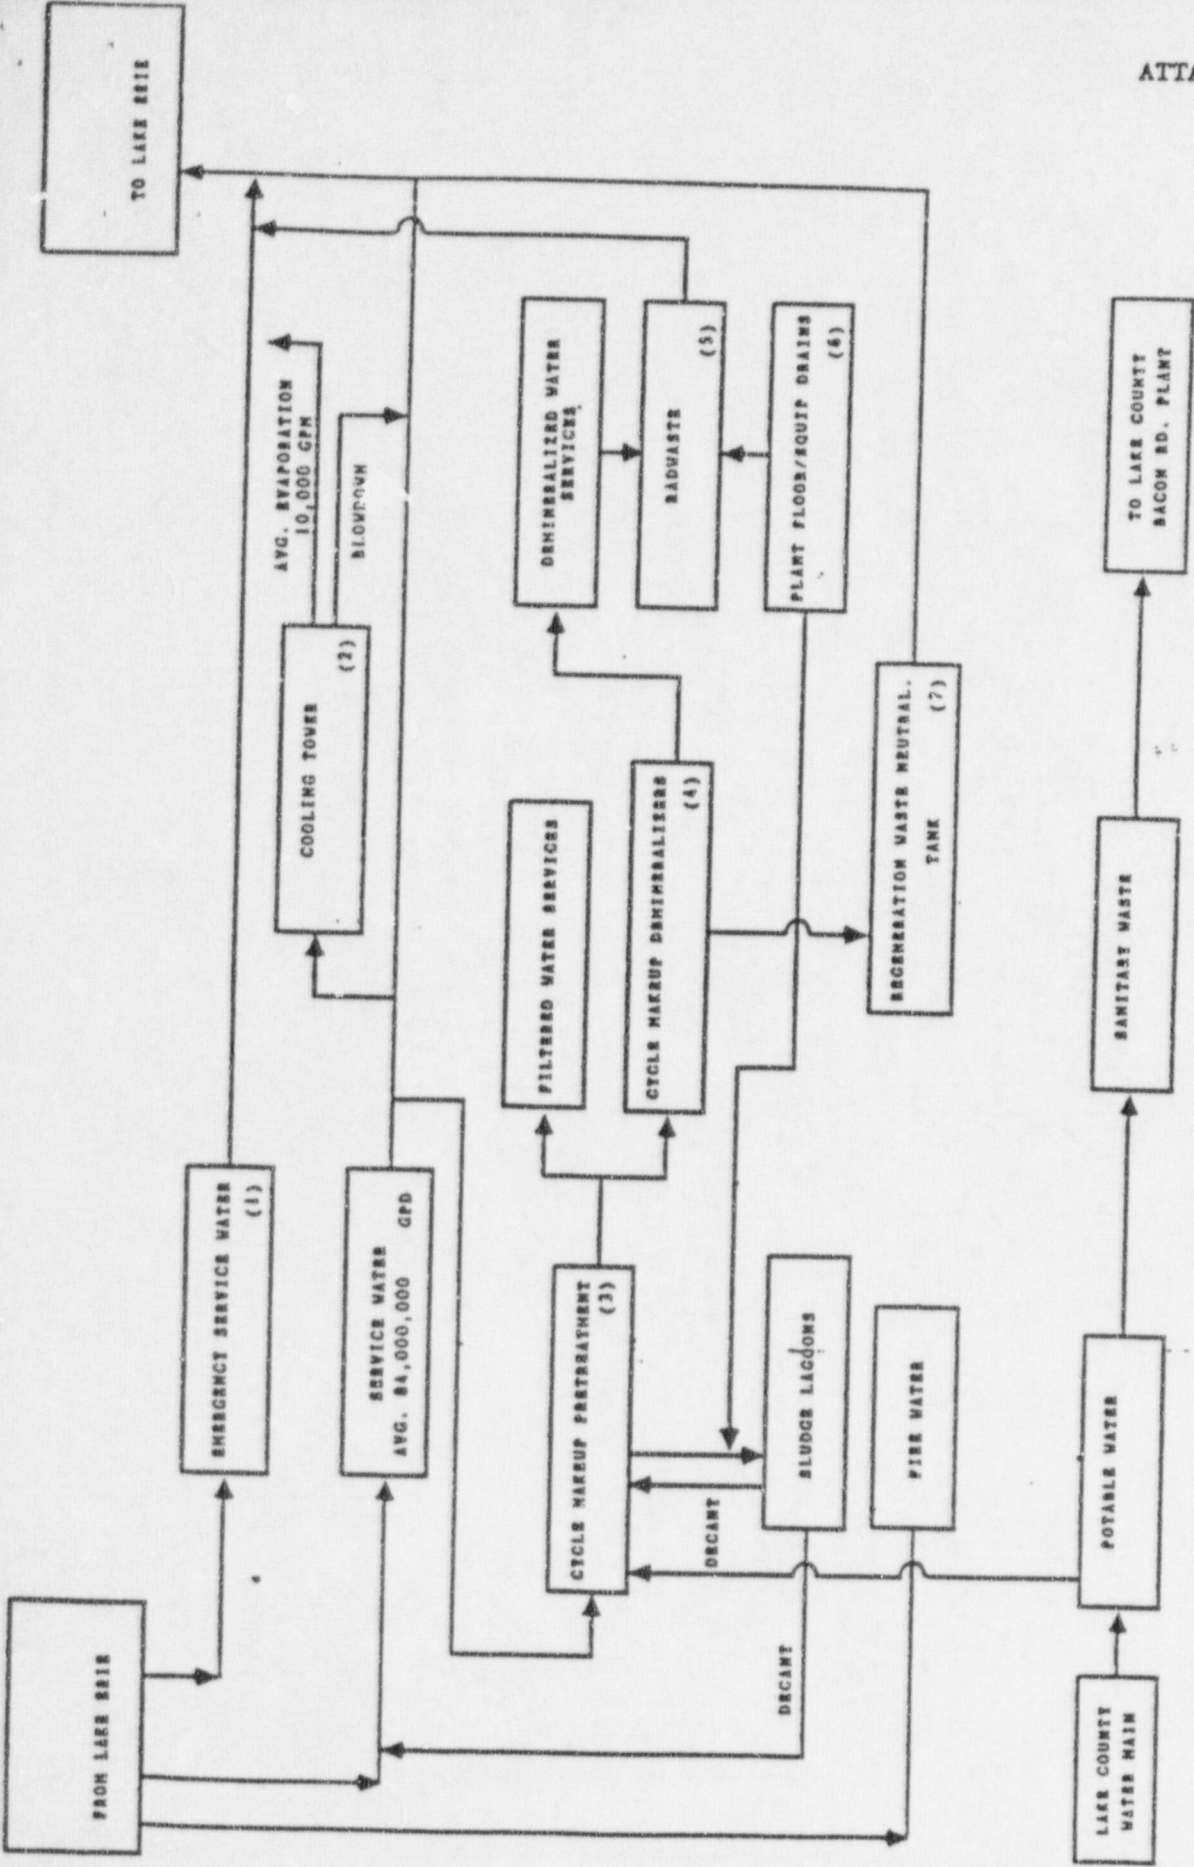 ATTA
FROM LAKE ERIE
TO LAKE ERIE
EMERGENCY SERVICE WATER
(1)
SERVICE WATER
AVG. 84,000,000 GPD
COOLING TOWER
(2)
AVG. EVAPORATION
10,000 GPM
BLOWDOWN
CYCLE MAKEUP PRETREATMENT
(3)
FILTERED WATER SERVICES
CYCLE MAKEUP DEMINERALIZERS
(4)
DEMINERALIZED WATER
SERVICES
RADWASTE
(5)
PLANT FLOOR/EQUIP DRAINS
(6)
REGENERATION WASTE NEUTRAL.
TANK (7)
DECANT
SLUDGE LAGOONS
DECANT
FIRE WATER
LAKE COUNTY
WATER MAIN
POTABLE WATER
SANITARY WASTE
TO LAKE COUNTY
BACON RD. PLANT